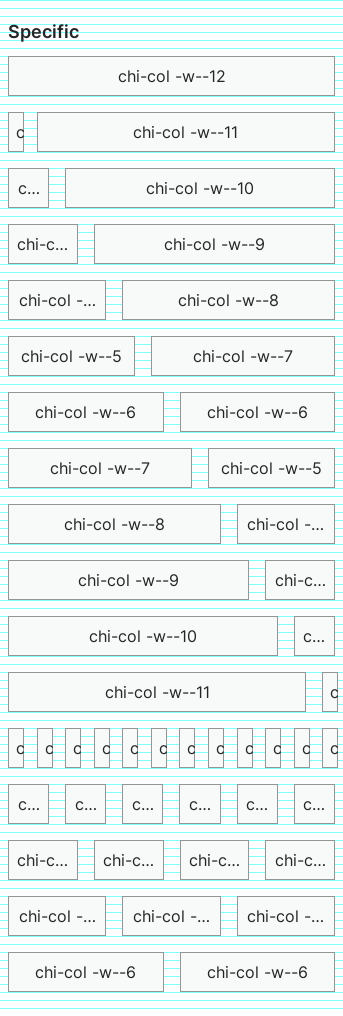 Specific
chi-col -w--12
c chi-col -w--11
c... chi-col -w--10
chi-c... chi-col -w--9
chi-col -... chi-col -w--8
chi-col -w--5 chi-col -w--7
chi-col -w--6 chi-col -w--6
chi-col -w--7 chi-col -w--5
chi-col -w--8 chi-col -...
chi-col -w--9 chi-c...
chi-col -w--10 c...
chi-col -w--11 c
c c c c c c c c c c c c
c... c... c... c... c... c...
chi-c... chi-c... chi-c... chi-c...
chi-col -... chi-col -... chi-col -...
chi-col -w--6 chi-col -w--6